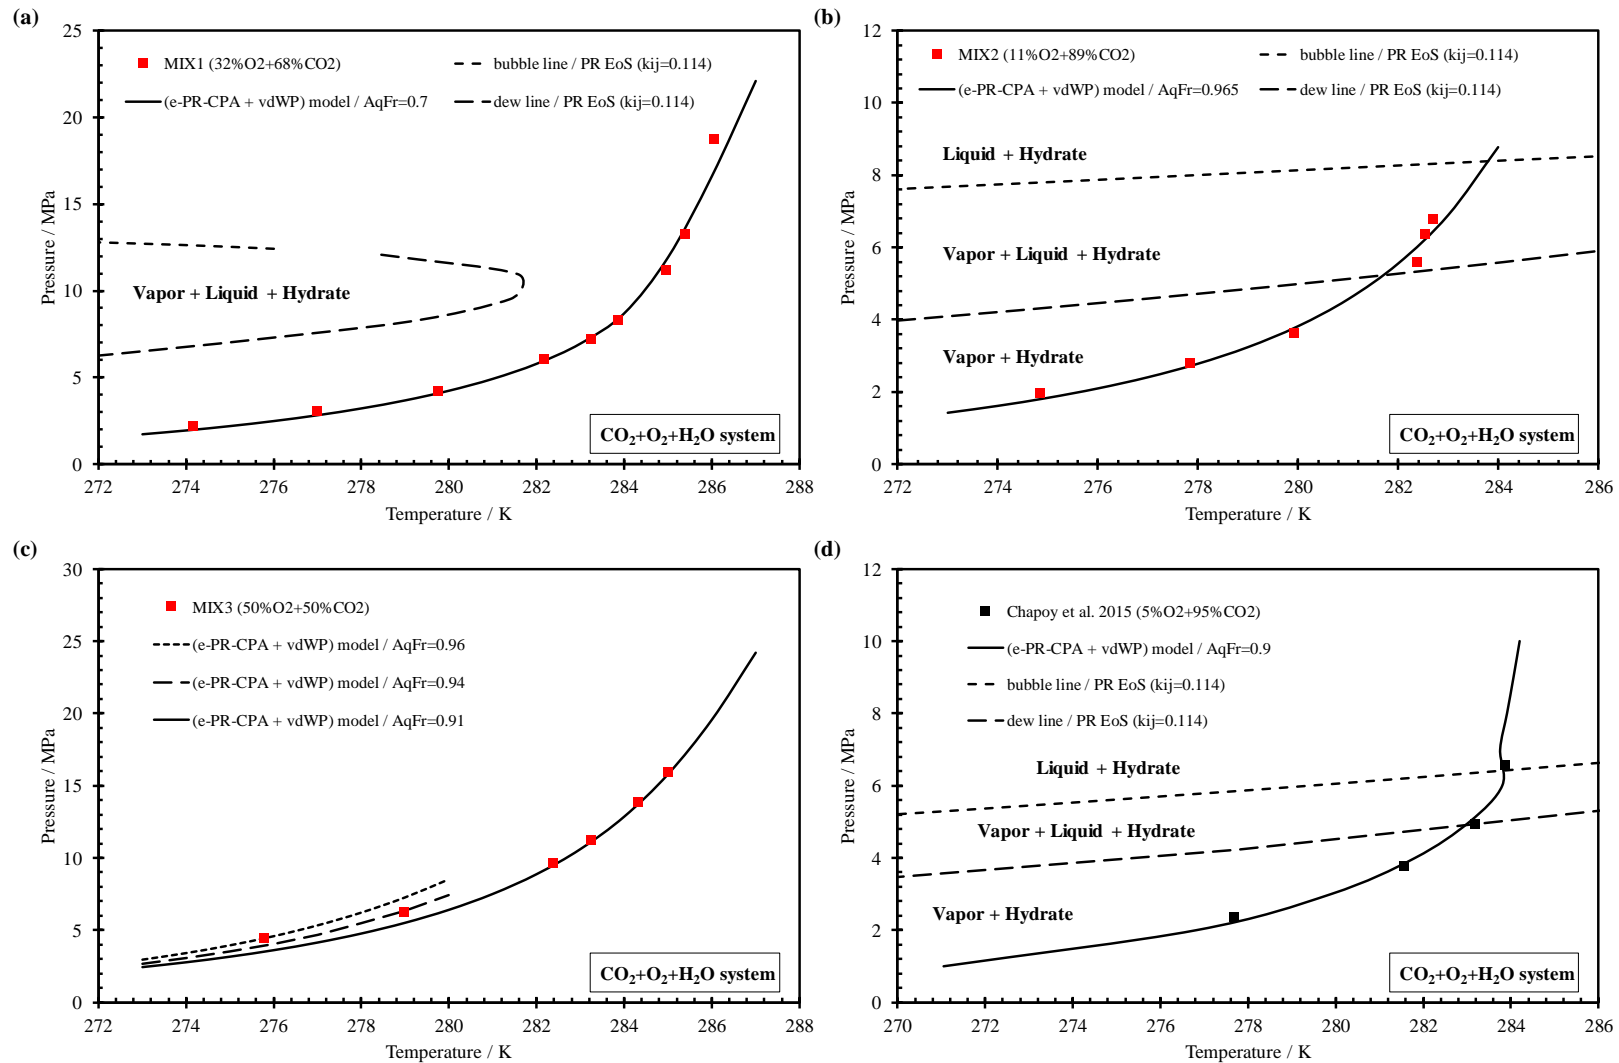 (a)
25
20
15
10
5
0
272
274
276
278
280
282
284
286
288
Pressure / MPa
Temperature / K
MIX1 (32%O2+68%CO2)
bubble line / PR EoS (kij=0.114)
(e-PR-CPA + vdWP) model / AqFr=0.7
dew line / PR EoS (kij=0.114)
Vapor + Liquid + Hydrate
CO₂+O₂+H₂O system
(b)
12
10
8
6
4
2
0
272
274
276
278
280
282
284
286
Pressure / MPa
Temperature / K
MIX2 (11%O2+89%CO2)
bubble line / PR EoS (kij=0.114)
(e-PR-CPA + vdWP) model / AqFr=0.965
dew line / PR EoS (kij=0.114)
Liquid + Hydrate
Vapor + Liquid + Hydrate
Vapor + Hydrate
CO₂+O₂+H₂O system
(c)
30
25
20
15
10
5
0
272
274
276
278
280
282
284
286
288
Pressure / MPa
Temperature / K
MIX3 (50%O2+50%CO2)
(e-PR-CPA + vdWP) model / AqFr=0.96
(e-PR-CPA + vdWP) model / AqFr=0.94
(e-PR-CPA + vdWP) model / AqFr=0.91
CO₂+O₂+H₂O system
(d)
12
10
8
6
4
2
0
270
272
274
276
278
280
282
284
286
Pressure / MPa
Temperature / K
Chapoy et al. 2015 (5%O2+95%CO2)
(e-PR-CPA + vdWP) model / AqFr=0.9
bubble line / PR EoS (kij=0.114)
dew line / PR EoS (kij=0.114)
Liquid + Hydrate
Vapor + Liquid + Hydrate
Vapor + Hydrate
CO₂+O₂+H₂O system